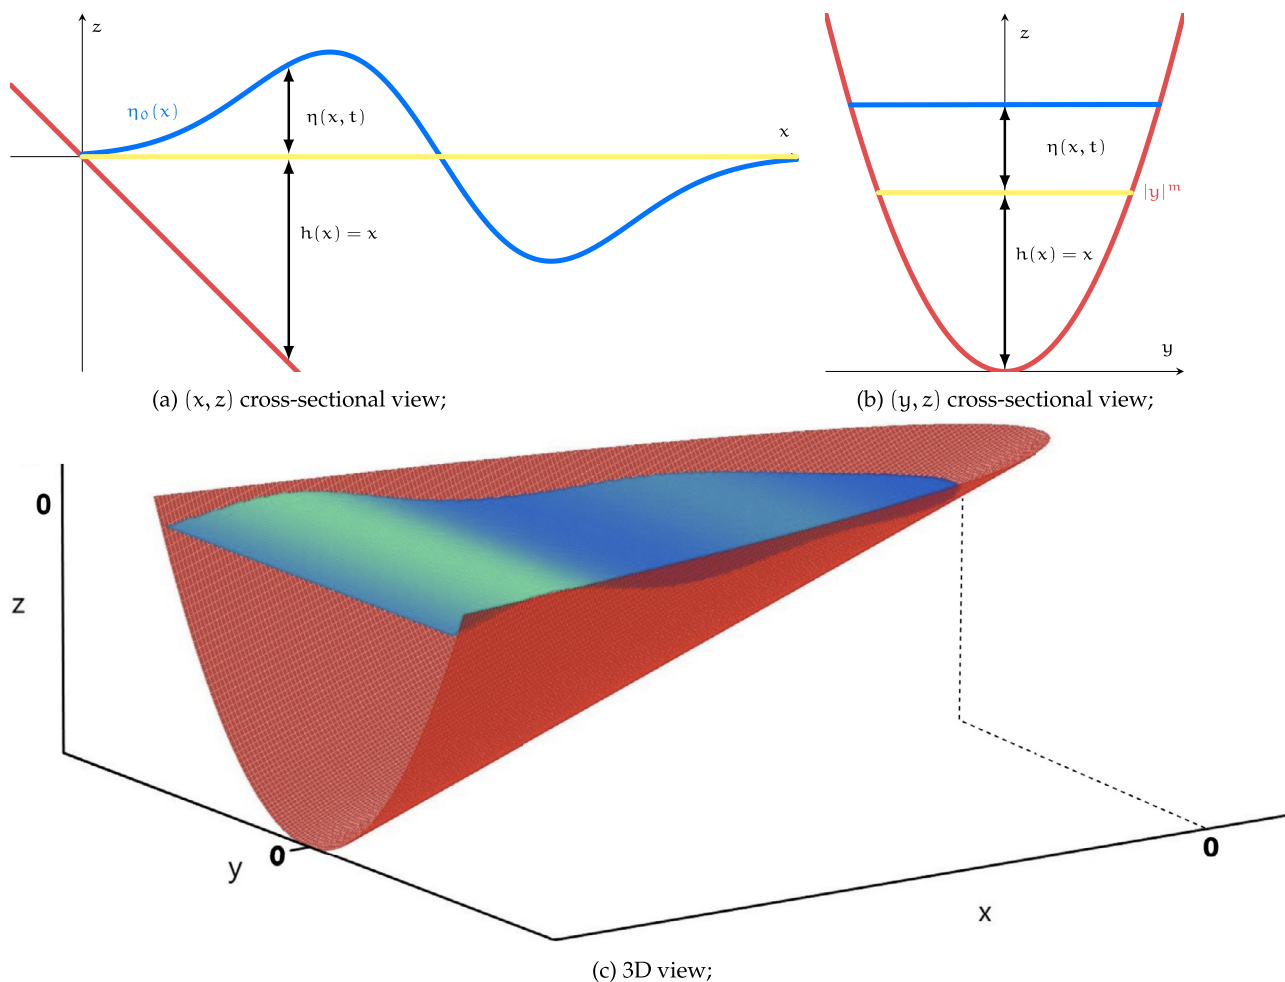 z
η₀(x)
η(x, t)
x
h(x) = x
(a) (x, z) cross-sectional view;
z
η(x, t)
|y|ᵐ
h(x) = x
y
(b) (y, z) cross-sectional view;
0
z
y
0
0
x
(c) 3D view;